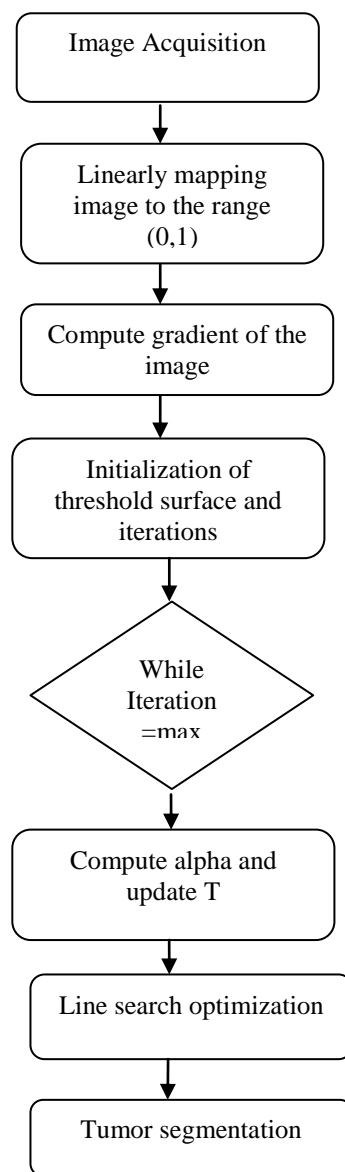 Image Acquisition
Linearly mapping
image to the range
(0,1)
Compute gradient of the
image
Initialization of
threshold surface and
iterations
While
Iteration
=max
Compute alpha and
update T
Line search optimization
Tumor segmentation